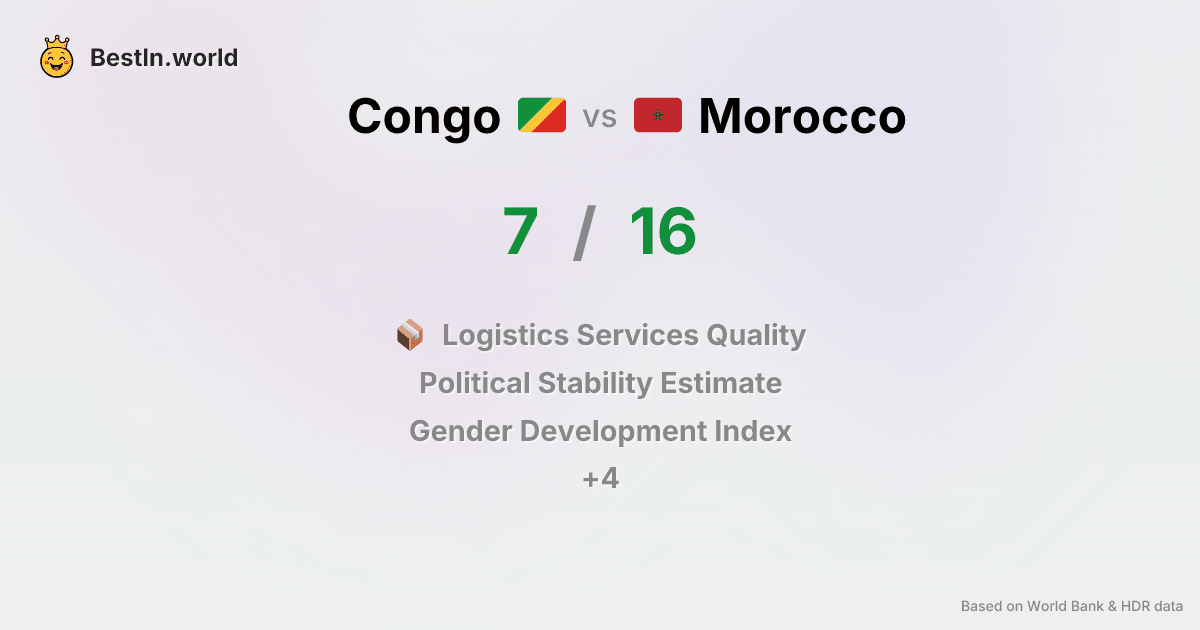 BestIn.world
Congo vs Morocco
7 / 16
Logistics Services Quality
Political Stability Estimate
Gender Development Index
+4
Based on World Bank & HDR data